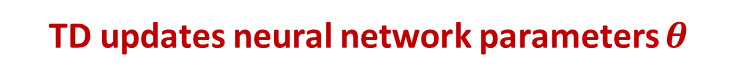 TD updates neural network parameters θ